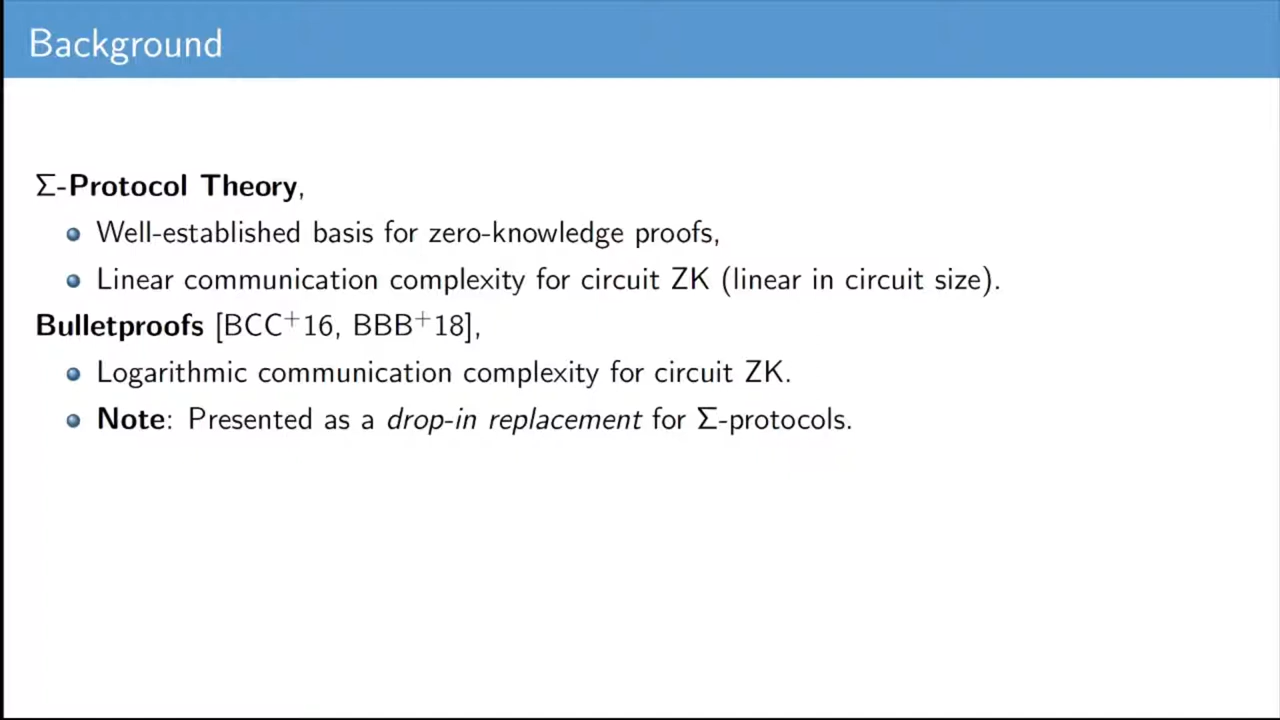 Background
Σ-Protocol Theory,
Well-established basis for zero-knowledge proofs,
Linear communication complexity for circuit ZK (linear in circuit size).
Bulletproofs [BCC⁺16, BBB⁺18],
Logarithmic communication complexity for circuit ZK.
Note: Presented as a drop-in replacement for Σ-protocols.